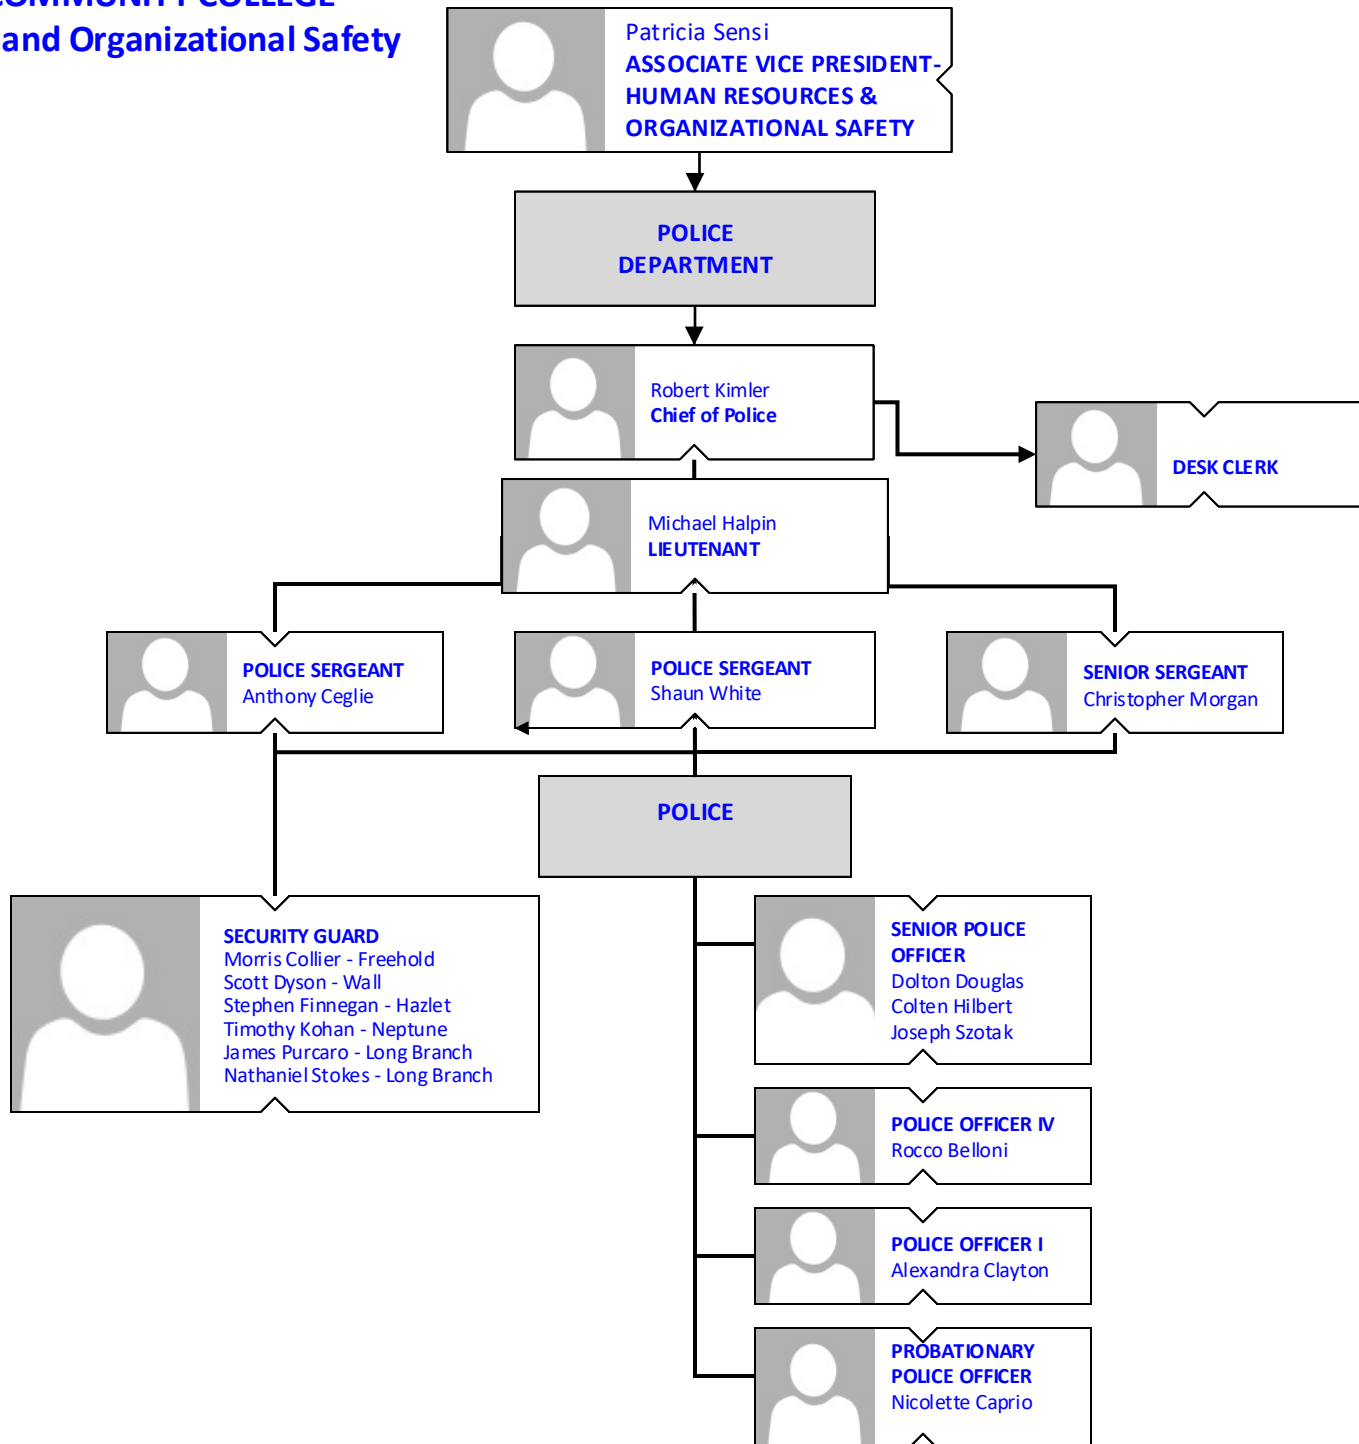 COMMUNITY COLLEGE
and Organizational Safety
Patricia Sensi
ASSOCIATE VICE PRESIDENT-
HUMAN RESOURCES &
ORGANIZATIONAL SAFETY
POLICE
DEPARTMENT
Robert Kimler
Chief of Police
DESK CLERK
Michael Halpin
LIEUTENANT
POLICE SERGEANT
Anthony Ceglie
POLICE SERGEANT
Shaun White
SENIOR SERGEANT
Christopher Morgan
POLICE
SECURITY GUARD
Morris Collier - Freehold
Scott Dyson - Wall
Stephen Finnegan - Hazlet
Timothy Kohan - Neptune
James Purcaro - Long Branch
Nathaniel Stokes - Long Branch
SENIOR POLICE
OFFICER
Dolton Douglas
Colten Hilbert
Joseph Szotak
POLICE OFFICER IV
Rocco Belloni
POLICE OFFICER I
Alexandra Clayton
PROBATIONARY
POLICE OFFICER
Nicolette Caprio